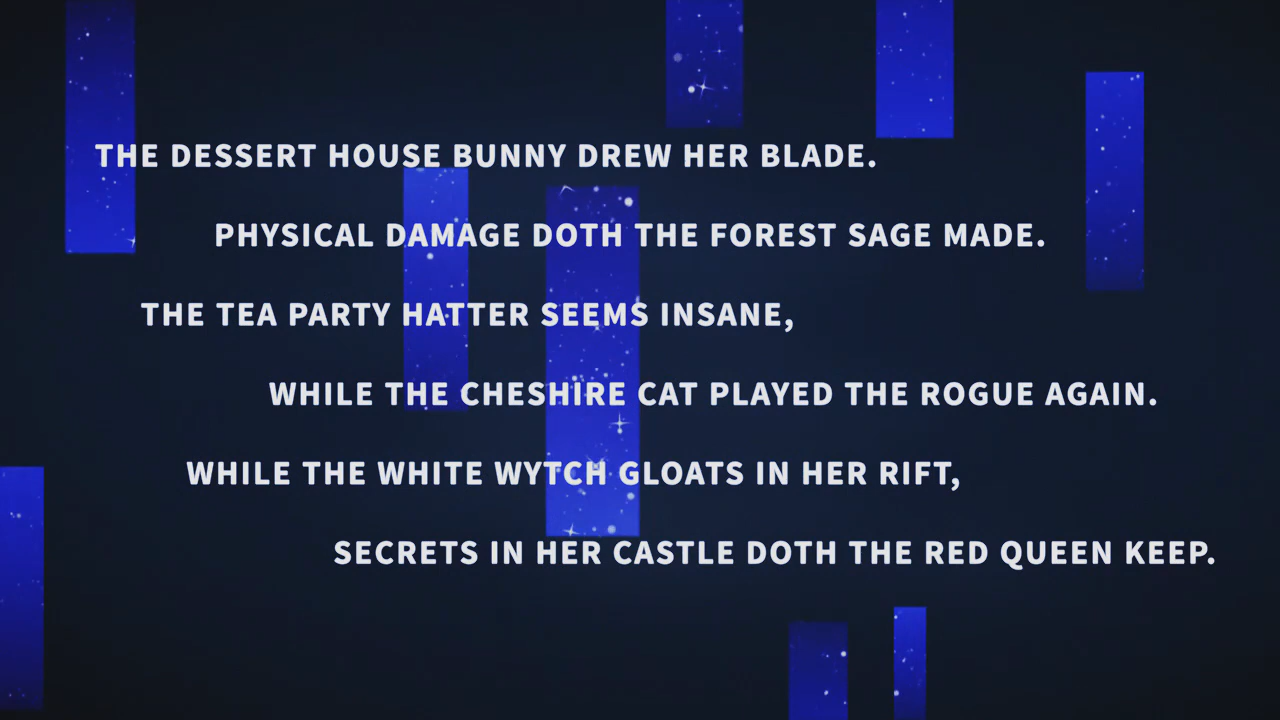 THE DESSERT HOUSE BUNNY DREW HER BLADE.
PHYSICAL DAMAGE DOTH THE FOREST SAGE MADE.
THE TEA PARTY HATTER SEEMS INSANE,
WHILE THE CHESHIRE CAT PLAYED THE ROGUE AGAIN.
WHILE THE WHITE WYTCH GLOATS IN HER RIFT,
SECRETS IN HER CASTLE DOTH THE RED QUEEN KEEP.